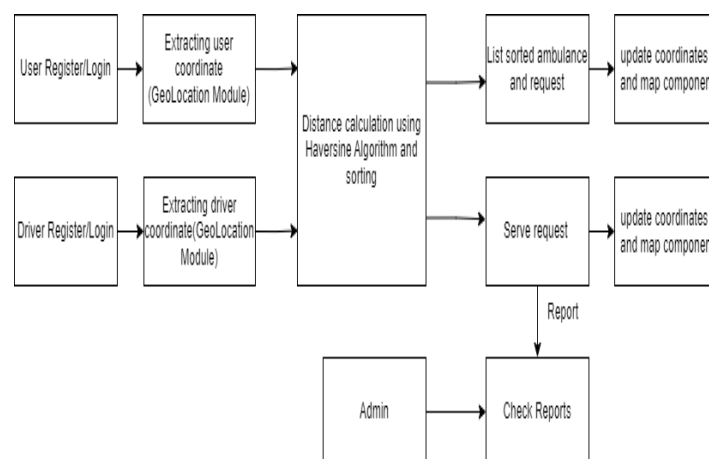 User Register/Login
Extracting user
coordinate
(GeoLocation Module)
Distance calculation using
Haversine Algorithm and
sorting
List sorted ambulance
and request
update coordinates
and map component
Driver Register/Login
Extracting driver
coordinate(GeoLocation
Module)
Serve request
update coordinates
and map component
Report
Admin
Check Reports